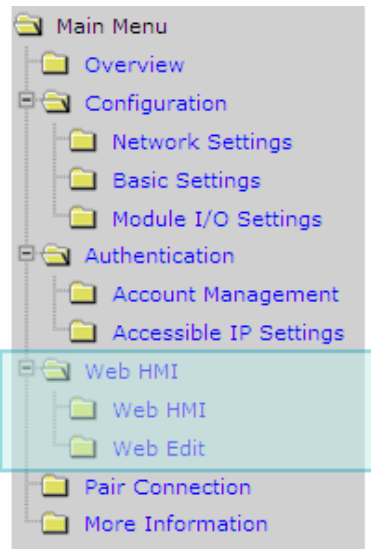 Main Menu
Overview
Configuration
Network Settings
Basic Settings
Module I/O Settings
Authentication
Account Management
Accessible IP Settings
Web HMI
Web HMI
Web Edit
Pair Connection
More Information